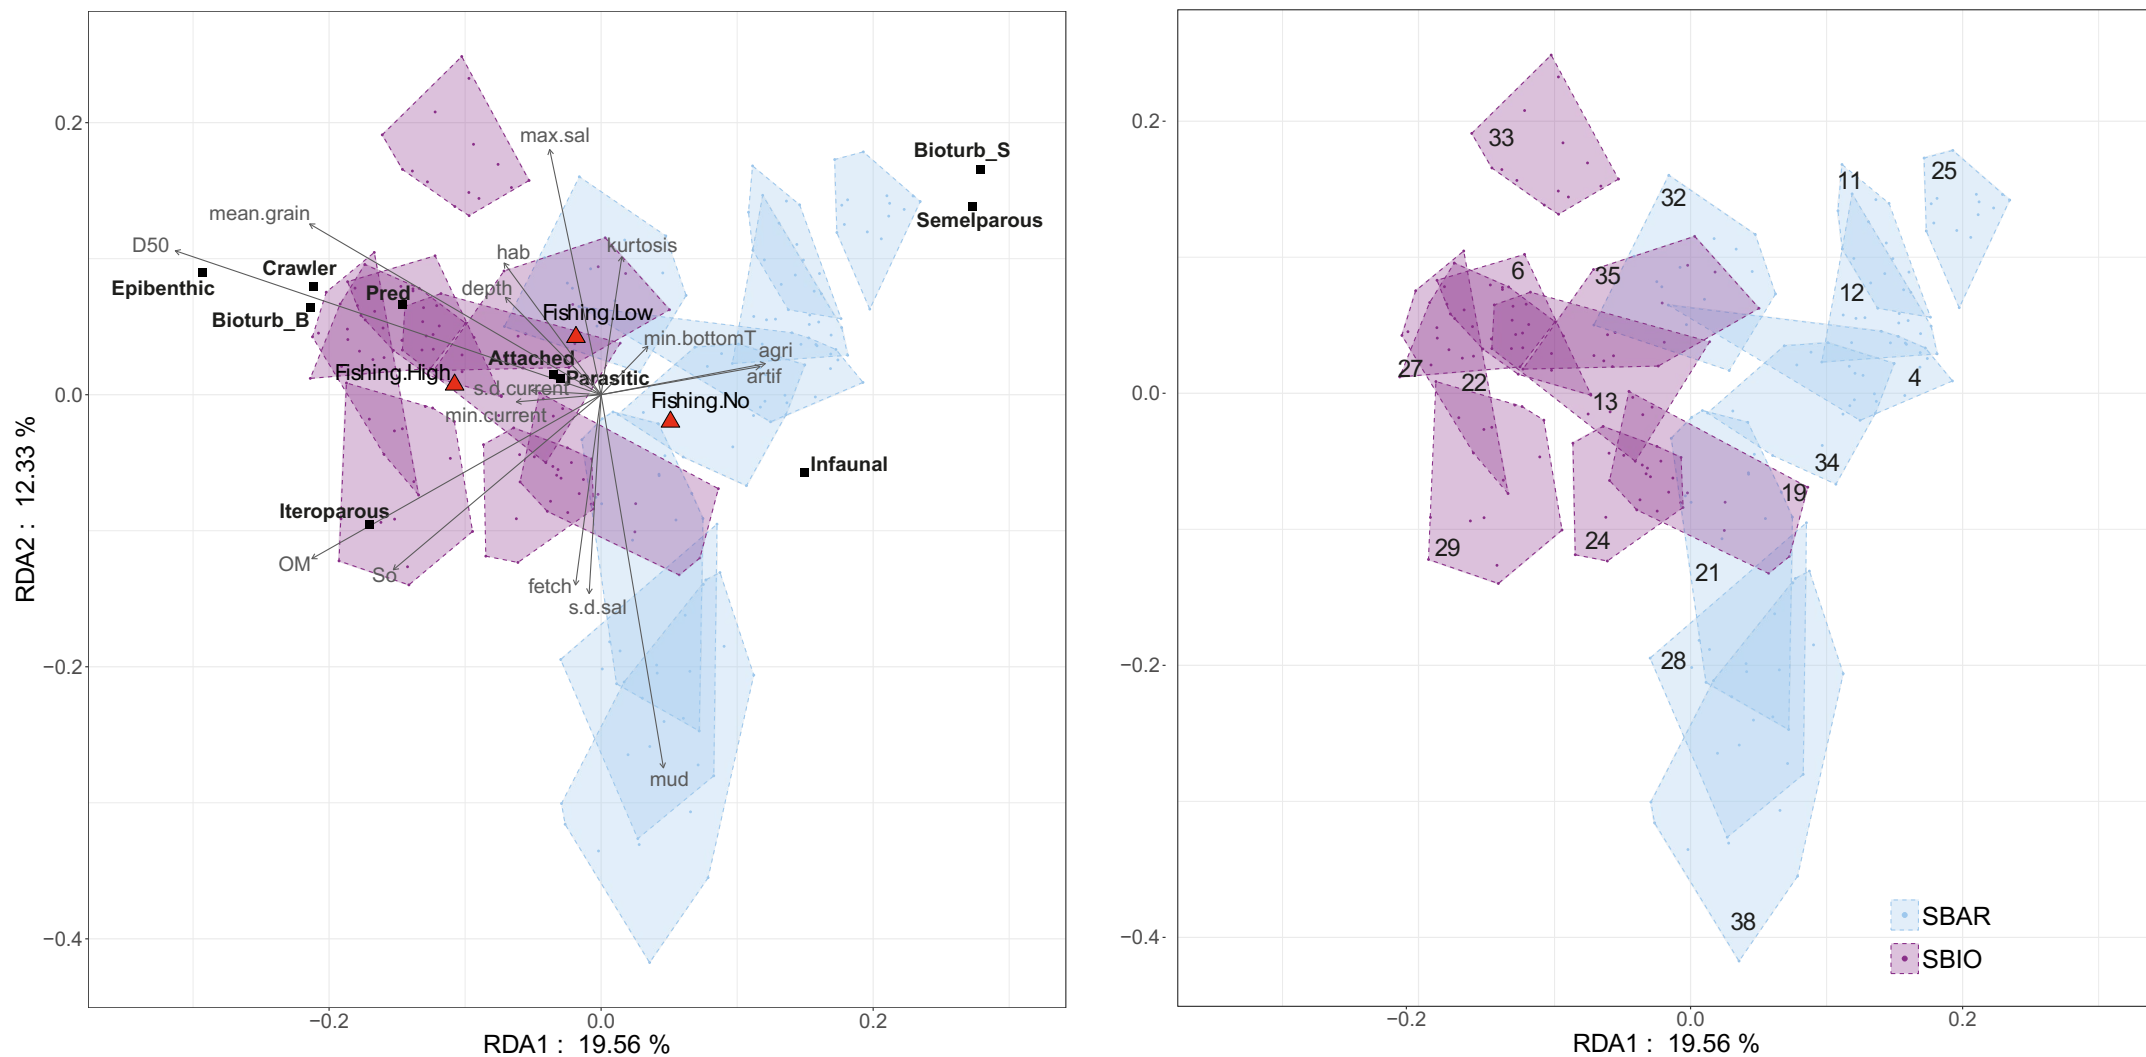 max.sal
Bioturb_S
mean.grain
Semelparous
D50
hab
kurtosis
Crawler
Epibenthic
depth
Pred
Bioturb_B
Fishing.Low
min.bottomT
agri
Attached
Fishing.High
artif
Parasitic
s.d.current
Fishing.No
min.current
Infaunal
Iteroparous
OM
So
fetch
s.d.sal
mud
0.2
0.0
−0.2
−0.4
RDA2 : 12.33 %
−0.2
0.0
0.2
RDA1 : 19.56 %
33
25
11
32
6
35
12
27
22
4
13
34
19
29
24
21
28
38
SBAR
SBIO
0.2
0.0
−0.2
−0.4
−0.2
0.0
0.2
RDA1 : 19.56 %